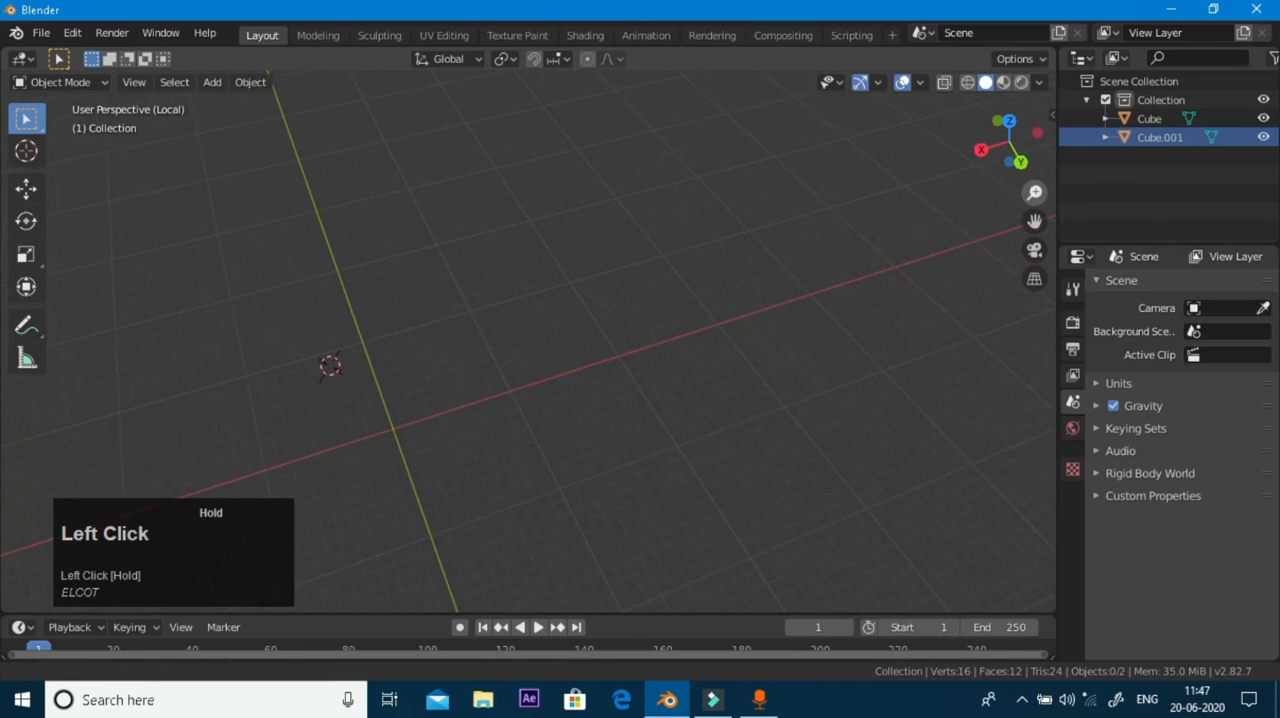 Blender
File Edit Render Window Help
Layout Modeling Sculpting UV Editing Texture Paint Shading Animation Rendering Compositing Scripting +
Scene
View Layer
Global
Options
Object Mode View Select Add Object
User Perspective (Local)
(1) Collection
Z
X
Y
Scene Collection
Collection
Cube
Cube.001
Scene View Layer
Scene
Camera
Background Sce..
Active Clip
Units
Gravity
Keying Sets
Audio
Rigid Body World
Custom Properties
Hold
Left Click
Left Click [Hold]
ELCOT
Playback Keying View Marker
1 Start 1 End 250
1 20 40 60 80 100 120 140 160 180 200 220 240
Collection | Verts:16 | Faces:12 | Tris:24 | Objects:0/2 | Mem: 35.0 MiB | v2.82.7
Search here
Ae
ENG
11:47
20-06-2020